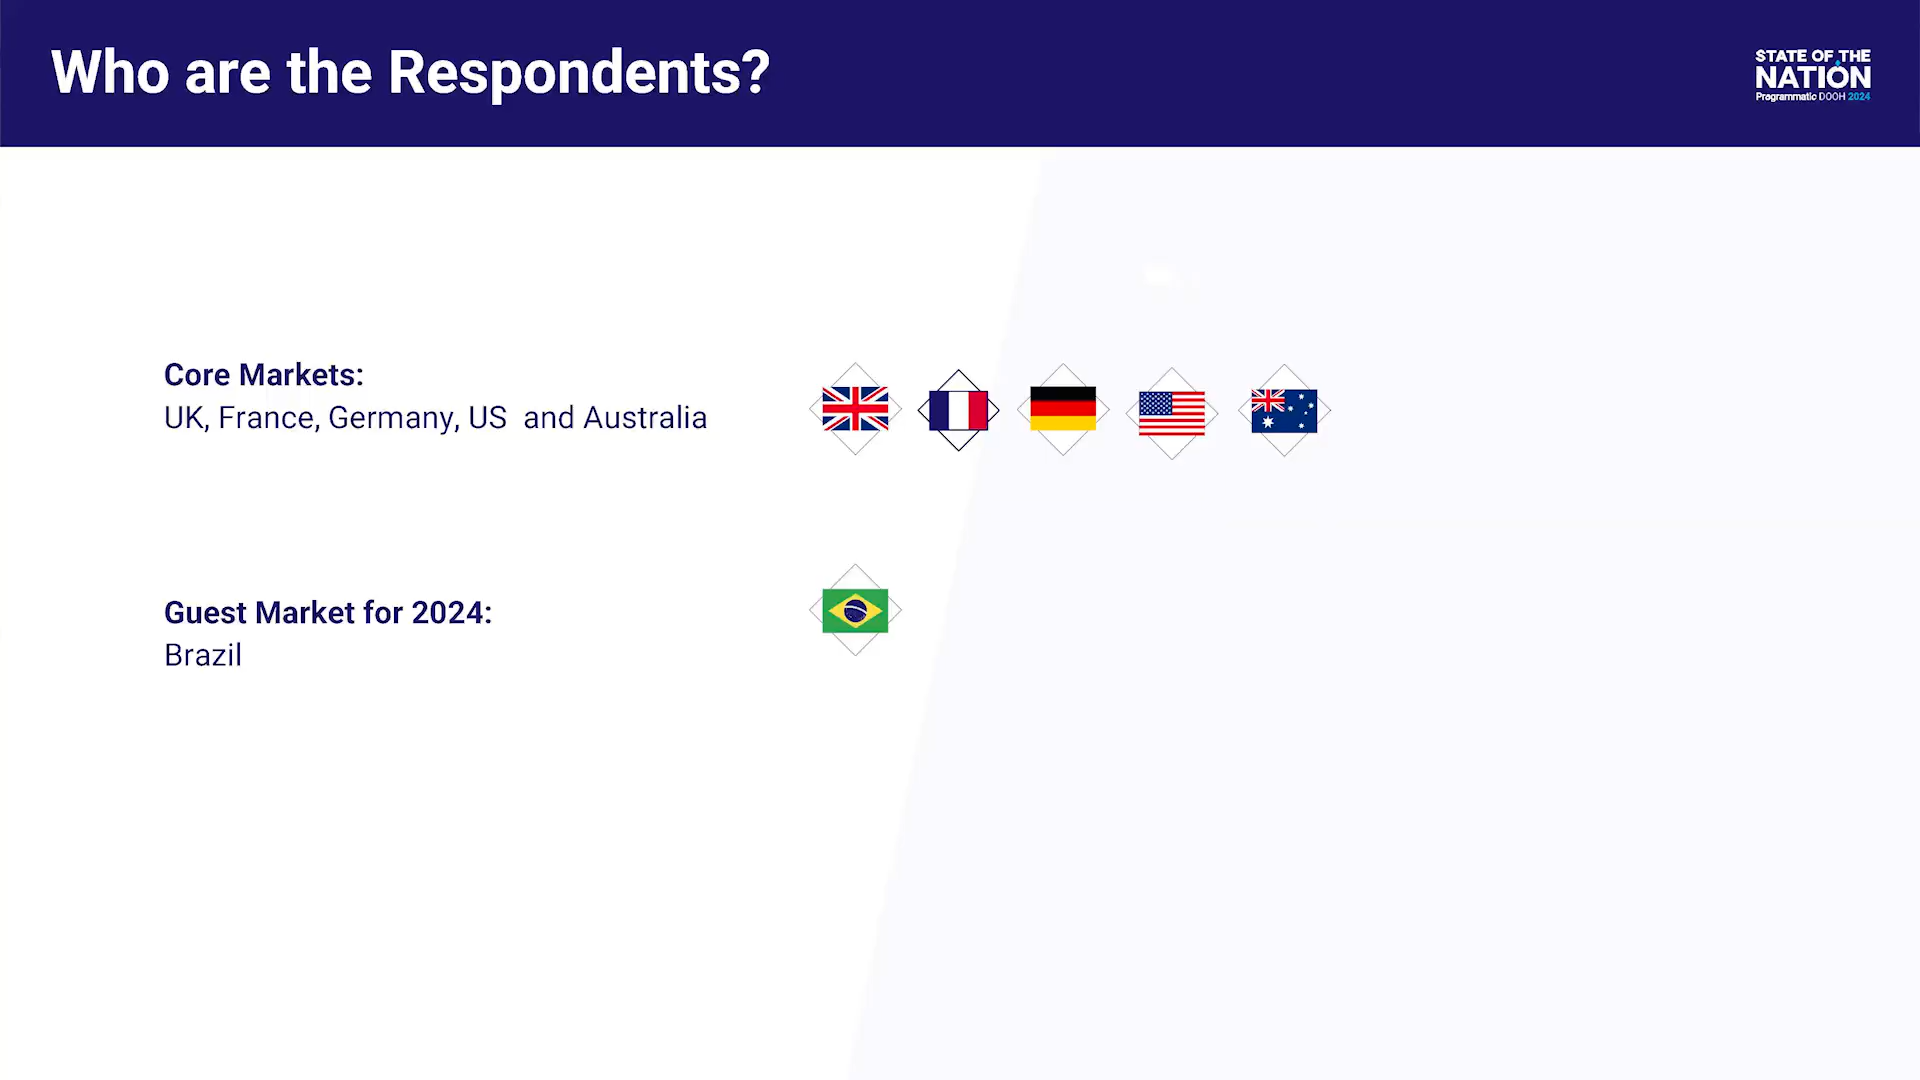 Who are the Respondents?
STATE OF THE
NATION
Programmatic DOOH 2024
Core Markets:
UK, France, Germany, US  and Australia
Guest Market for 2024:
Brazil